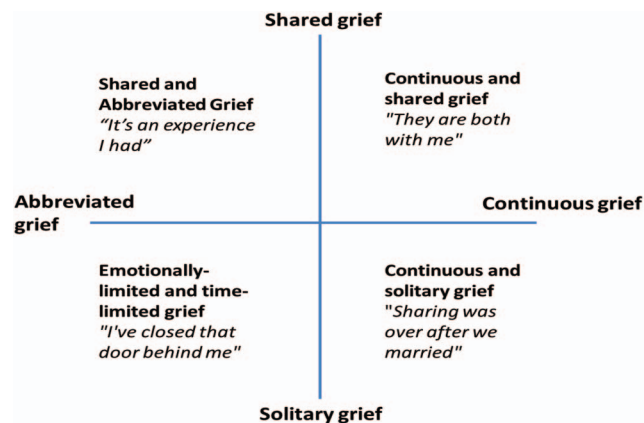 Shared grief
Shared and
Abbreviated Grief
“It’s an experience
I had”
Continuous and
shared grief
"They are both
with me"
Abbreviated
grief
Continuous grief
Emotionally-
limited and time-
limited grief
"I've closed that
door behind me"
Continuous and
solitary grief
"Sharing was
over after we
married"
Solitary grief